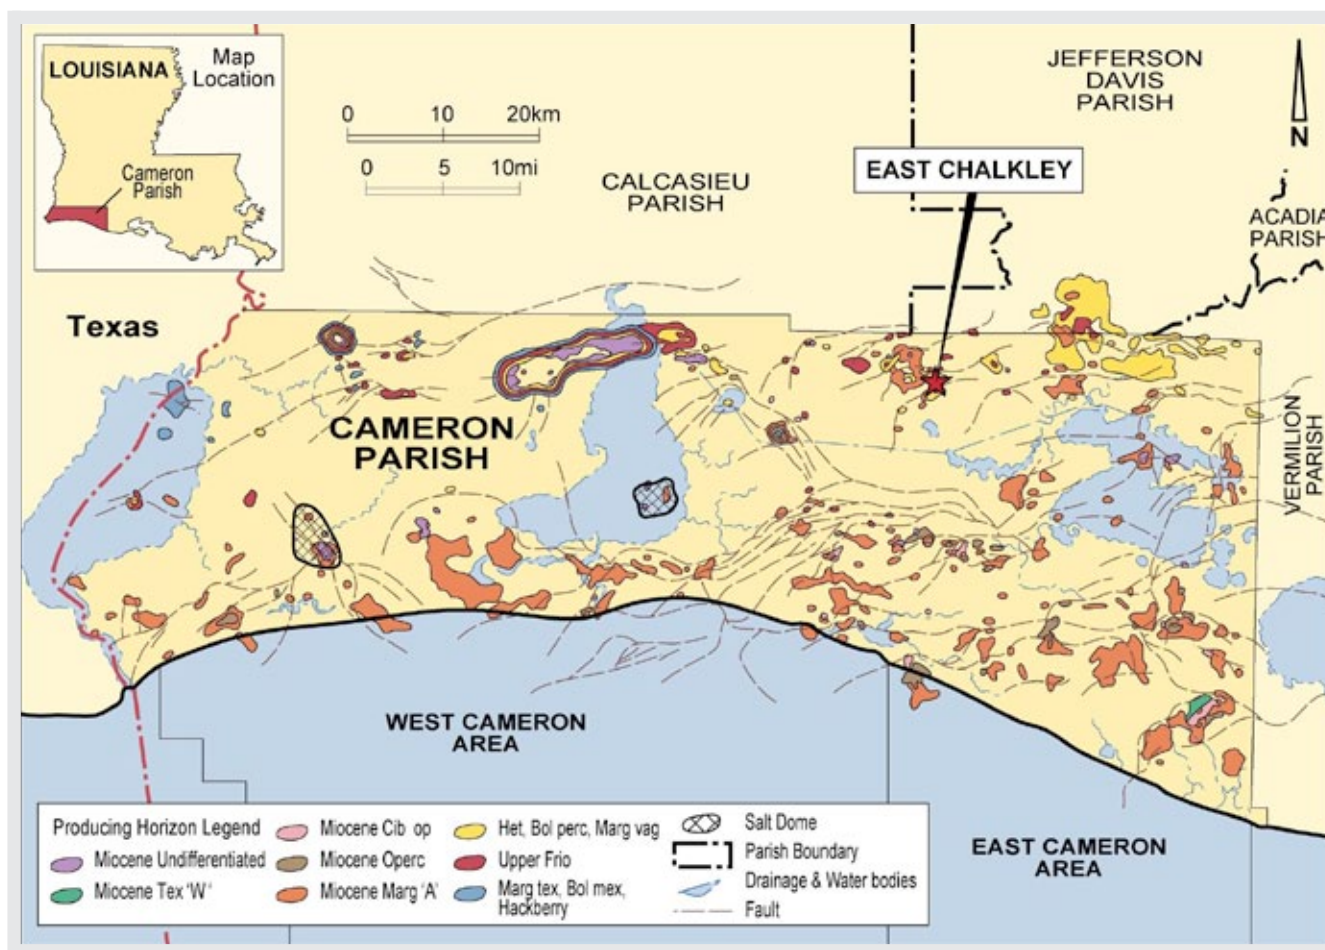 LOUISIANA
Map
Location
Cameron
Parish
0 10 20km
0 5 10mi
JEFFERSON
DAVIS
PARISH
N
EAST CHALKLEY
CALCASIEU
PARISH
ACADIA
PARISH
Texas
CAMERON
PARISH
VERMILION
PARISH
WEST CAMERON
AREA
EAST CAMERON
AREA
Producing Horizon Legend
Miocene Undifferentiated
Miocene Tex 'W'
Miocene Cib op
Miocene Operc
Miocene Marg 'A'
Het, Bol perc, Marg vag
Upper Frio
Marg tex, Bol mex,
Hackberry
Salt Dome
Parish Boundary
Drainage & Water bodies
Fault